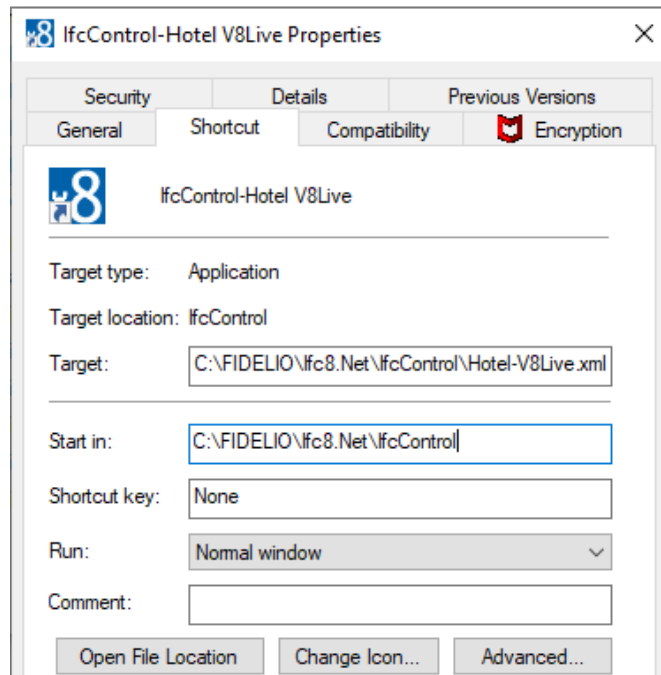 IfcControl-Hotel V8Live Properties
Security Details Previous Versions
General Shortcut Compatibility Encryption
8
IfcControl-Hotel V8Live
Target type: Application
Target location: IfcControl
Target: C:\FIDELIO\Ifc8.Net\IfcControl\Hotel-V8Live.xml
Start in: C:\FIDELIO\Ifc8.Net\IfcControl
Shortcut key: None
Run: Normal window
Comment:
Open File Location Change Icon... Advanced...